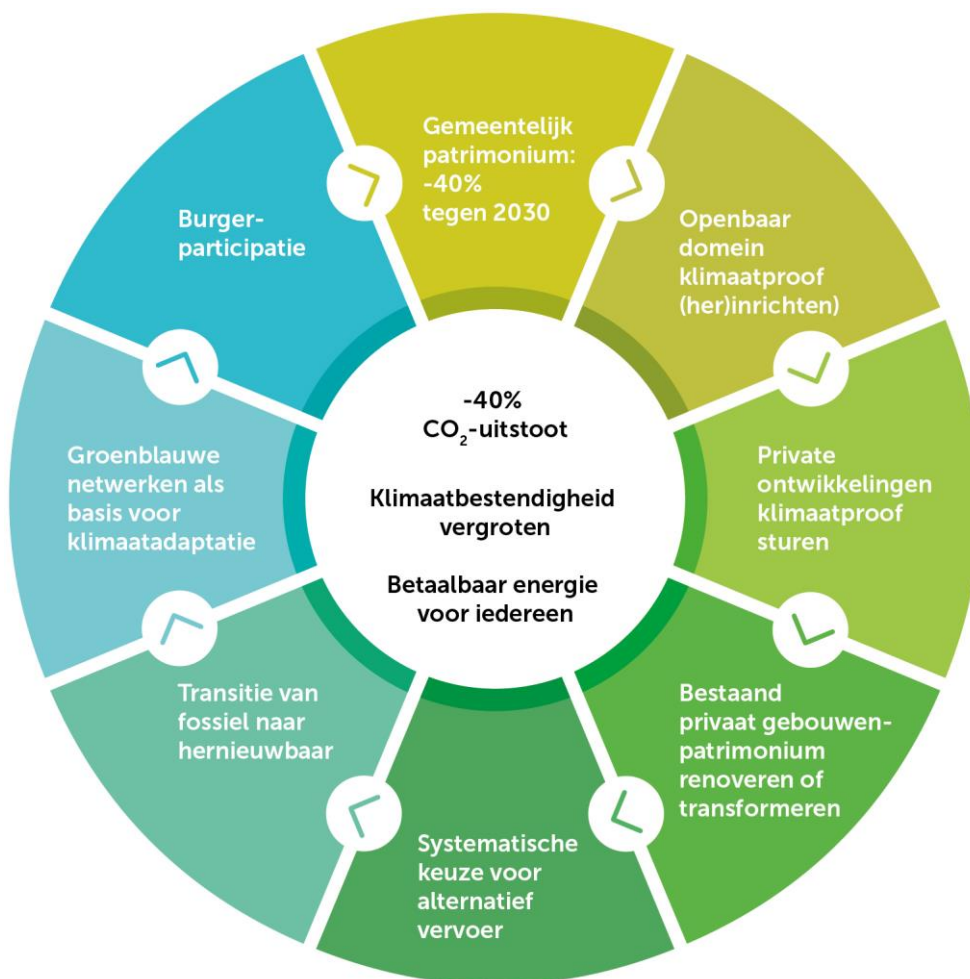 Gemeentelijk
patrimonium:
-40%
tegen 2030
Openbaar
domein
klimaatproof
(her)inrichten)
Private
ontwikkelingen
klimaatproof
sturen
Bestaand
privaat gebouwen-
patrimonium
renoveren of
transformeren
Systematische
keuze voor
alternatief
vervoer
Transitie van
fossiel naar
hernieuwbaar
Groenblauwe
netwerken als
basis voor
klimaatadaptatie
Burger-
participatie
-40%
CO₂-uitstoot
Klimaatbestendigheid
vergroten
Betaalbaar energie
voor iedereen